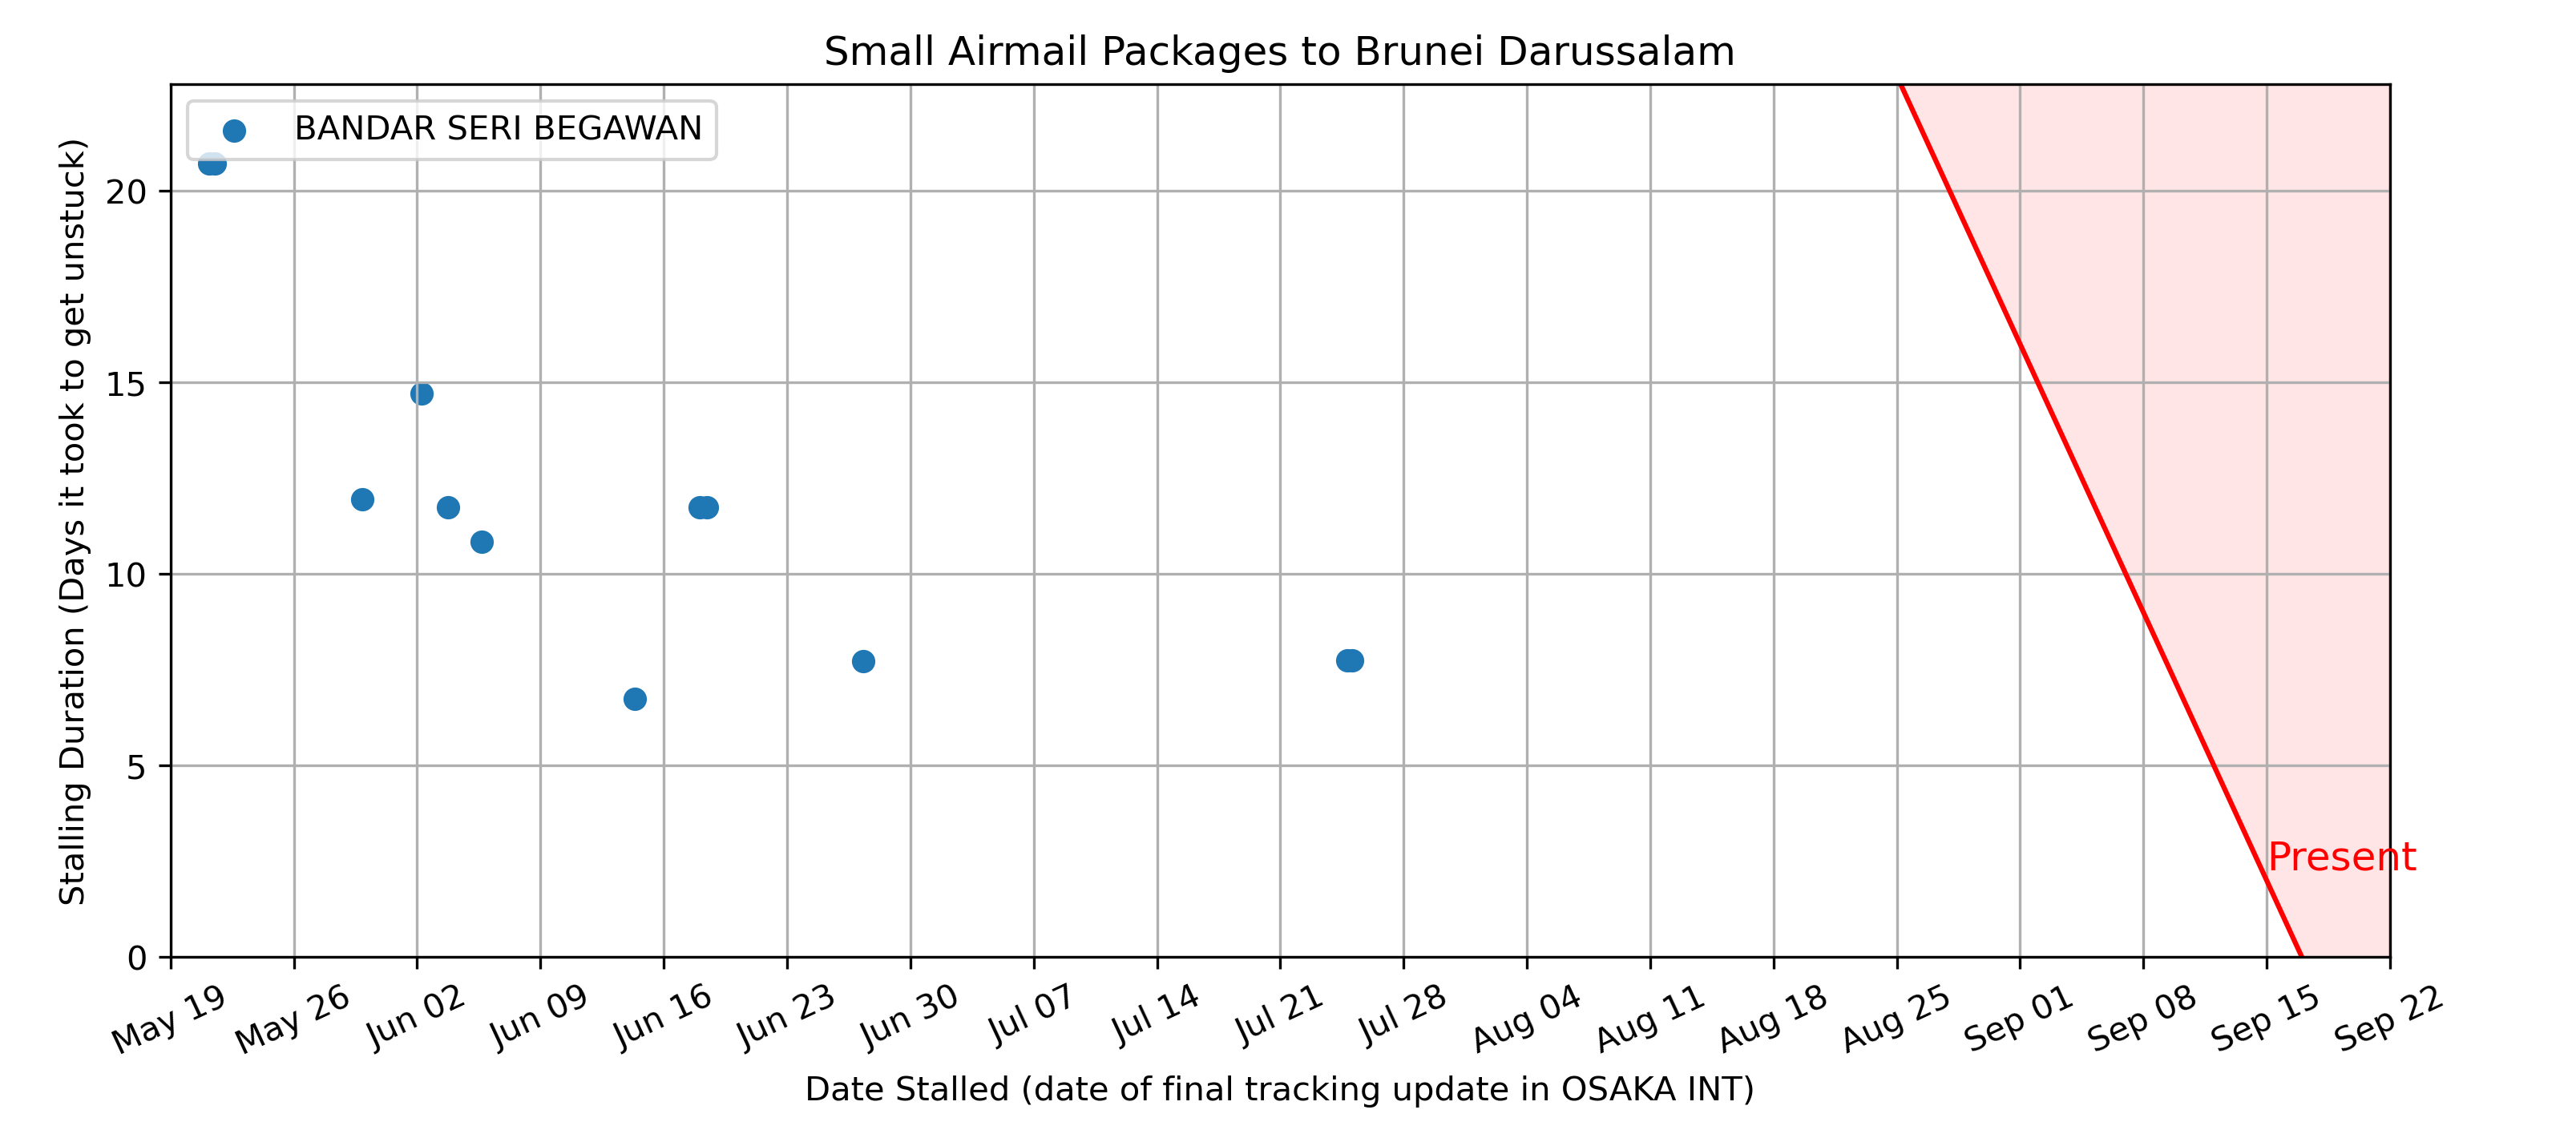 Small Airmail Packages to Brunei Darussalam
BANDAR SERI BEGAWAN
Stalling Duration (Days it took to get unstuck)
20
15
10
5
0
Present
May 19
May 26
Jun 02
Jun 09
Jun 16
Jun 23
Jun 30
Jul 07
Jul 14
Jul 21
Jul 28
Aug 04
Aug 11
Aug 18
Aug 25
Sep 01
Sep 08
Sep 15
Sep 22
Date Stalled (date of final tracking update in OSAKA INT)